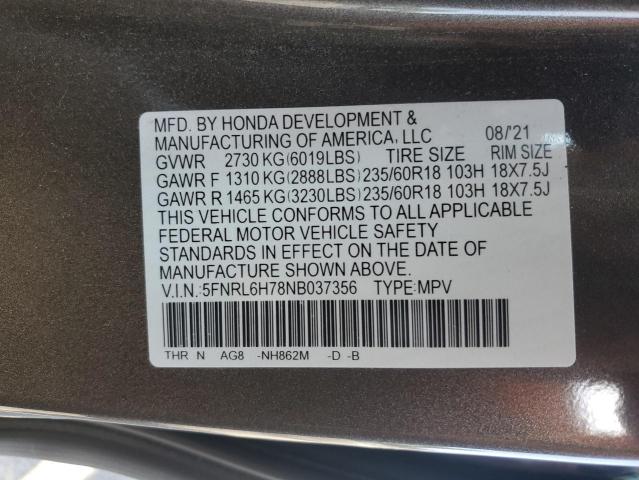 MFD. BY HONDA DEVELOPMENT &
MANUFACTURING OF AMERICA, LLC 08/'21
GVWR 2730 KG(6019LBS) TIRE SIZE RIM SIZE
GAWR F 1310 KG(2888LBS)235/60R18 103H 18X7.5J
GAWR R 1465 KG(3230LBS)235/60R18 103H 18X7.5J
THIS VEHICLE CONFORMS TO ALL APPLICABLE
FEDERAL MOTOR VEHICLE SAFETY
STANDARDS IN EFFECT ON THE DATE OF
MANUFACTURE SHOWN ABOVE.
V.I.N.:5FNRL6H78NB037356 TYPE:MPV
THR N AG8 -NH862M -D -B